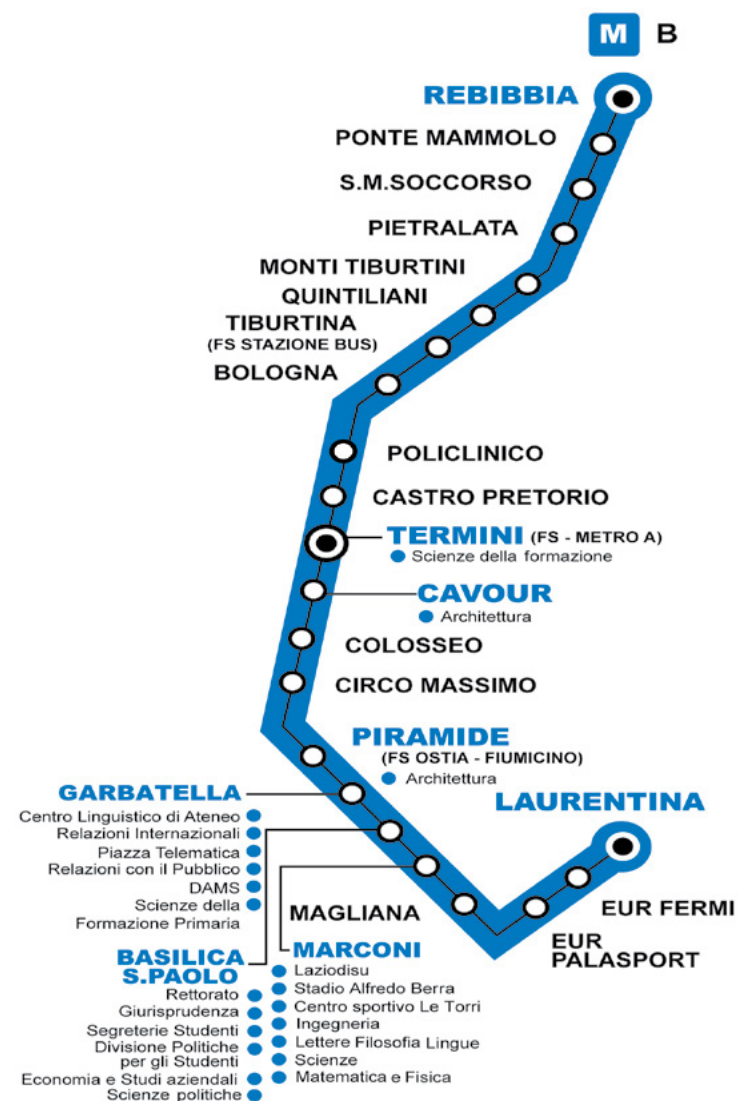 M B
REBIBBIA
PONTE MAMMOLO
S.M.SOCCORSO
PIETRALATA
MONTI TIBURTINI
QUINTILIANI
TIBURTINA
(FS STAZIONE BUS)
BOLOGNA
POLICLINICO
CASTRO PRETORIO
TERMINI (FS - METRO A)
Scienze della formazione
CAVOUR
Architettura
COLOSSEO
CIRCO MASSIMO
PIRAMIDE
(FS OSTIA - FIUMICINO)
Architettura
GARBATELLA
Centro Linguistico di Ateneo
Relazioni Internazionali
Piazza Telematica
Relazioni con il Pubblico
DAMS
Scienze della
Formazione Primaria
BASILICA
S.PAOLO
Rettorato
Giurisprudenza
Segreterie Studenti
Divisione Politiche
per gli Studenti
Economia e Studi aziendali
Scienze politiche
MARCONI
Laziodisu
Stadio Alfredo Berra
Centro sportivo Le Torri
Ingegneria
Lettere Filosofia Lingue
Scienze
Matematica e Fisica
MAGLIANA
EUR
PALASPORT
EUR FERMI
LAURENTINA